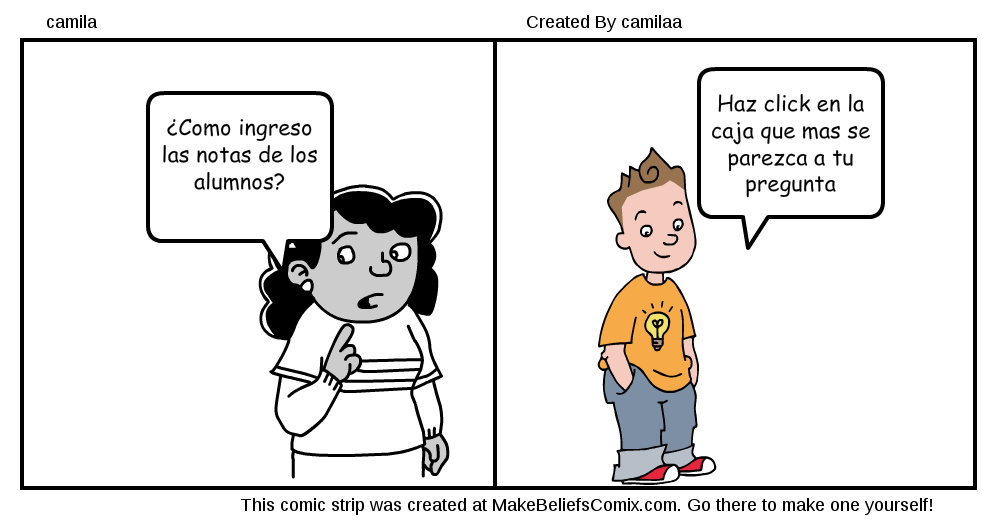 camila
Created By camilaa
¿Como ingreso
las notas de los
alumnos?
Haz click en la
caja que mas se
parezca a tu
pregunta
This comic strip was created at MakeBeliefsComix.com. Go there to make one yourself!